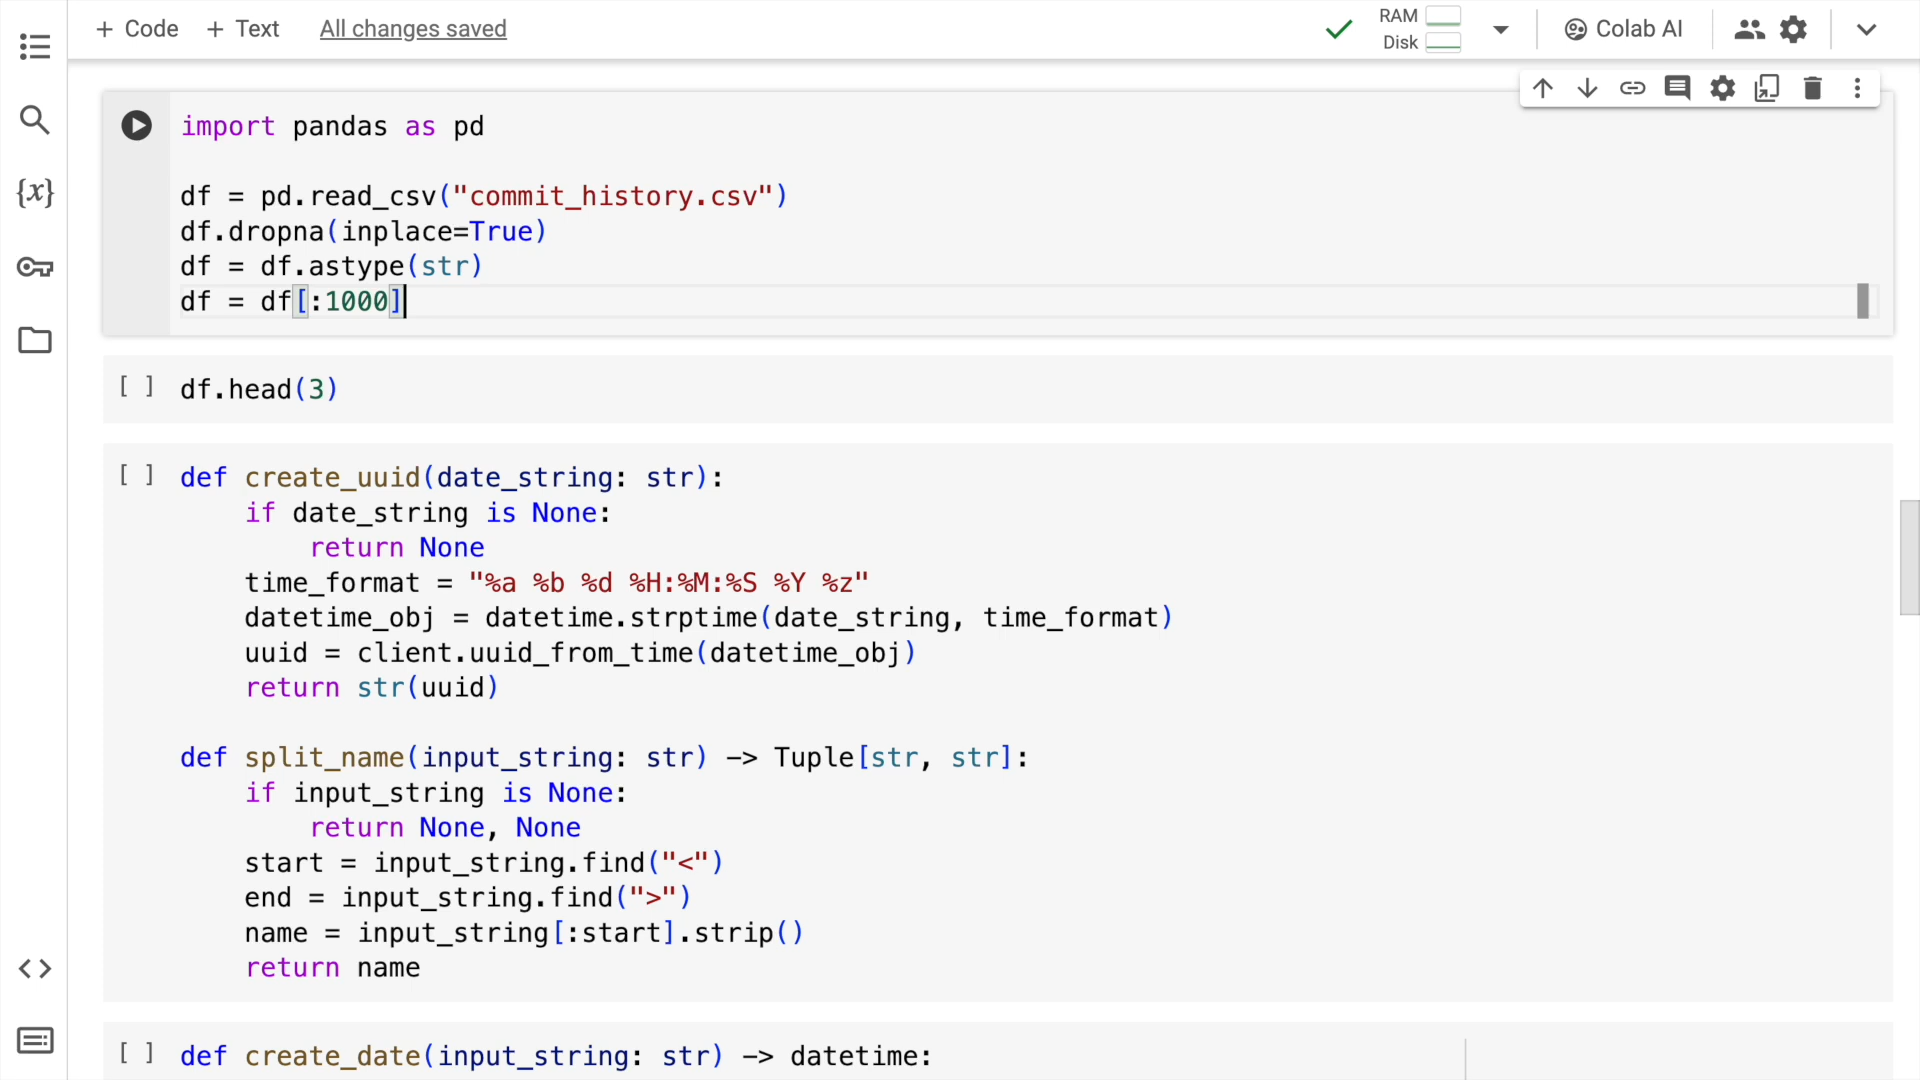 + Code + Text All changes saved
RAM
Disk
Colab AI
import pandas as pd
df = pd.read_csv("commit_history.csv")
df.dropna(inplace=True)
df = df.astype(str)
df = df[:1000]
[ ] df.head(3)
[ ] def create_uuid(date_string: str):
if date_string is None:
return None
time_format = "%a %b %d %H:%M:%S %Y %z"
datetime_obj = datetime.strptime(date_string, time_format)
uuid = client.uuid_from_time(datetime_obj)
return str(uuid)
def split_name(input_string: str) -> Tuple[str, str]:
if input_string is None:
return None, None
start = input_string.find("<")
end = input_string.find(">")
name = input_string[:start].strip()
return name
[ ] def create_date(input_string: str) -> datetime:
{x}
<>